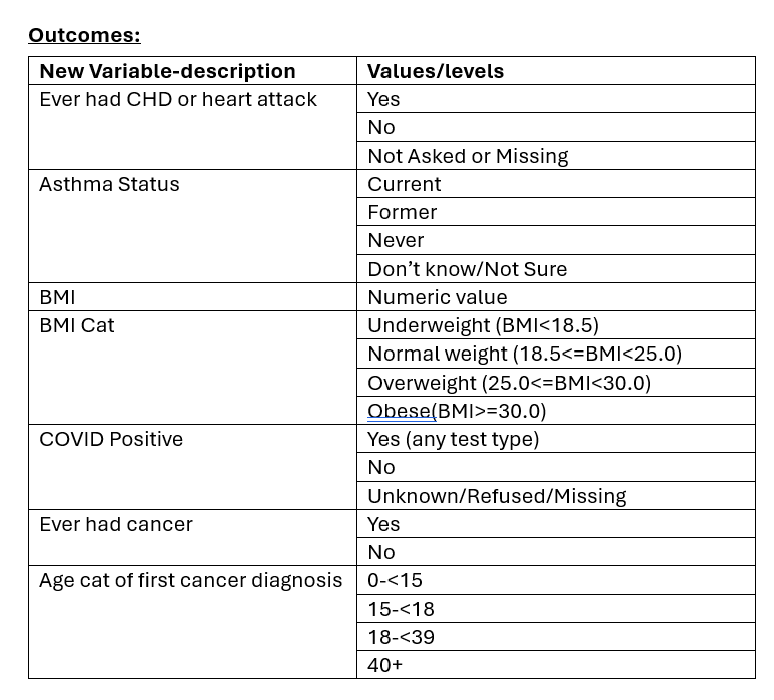 Outcomes:
New Variable-description Values/levels
Ever had CHD or heart attack Yes
No
Not Asked or Missing
Asthma Status Current
Former
Never
Don’t know/Not Sure
BMI Numeric value
BMI Cat Underweight (BMI<18.5)
Normal weight (18.5<=BMI<25.0)
Overweight (25.0<=BMI<30.0)
Obese(BMI>=30.0)
COVID Positive Yes (any test type)
No
Unknown/Refused/Missing
Ever had cancer Yes
No
Age cat of first cancer diagnosis 0-<15
15-<18
18-<39
40+